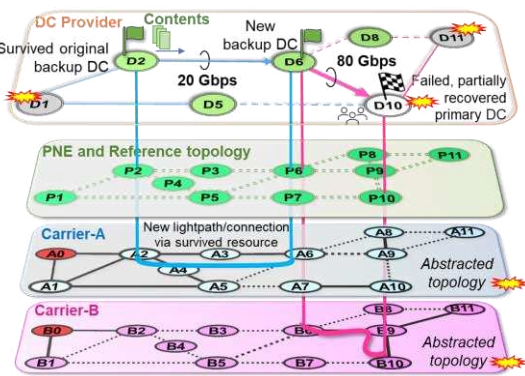 DC Provider
Contents
New
backup DC
Survived original
backup DC
D2
D6
D8
D11
20 Gbps
80 Gbps
D1
D5
D10
Failed, partially
recovered
primary DC
PNE and Reference topology
P8
P11
P2
P3
P6
P9
P4
P1
P5
P7
P10
New lightpath/connection
via survived resource
Carrier-A
A8
A11
A0
A2
A3
A6
A9
A4
A1
A5
A7
A10
Abstracted
topology
Carrier-B
B8
B11
B0
B2
B3
B6
B9
B4
B1
B5
B7
B10
Abstracted
topology